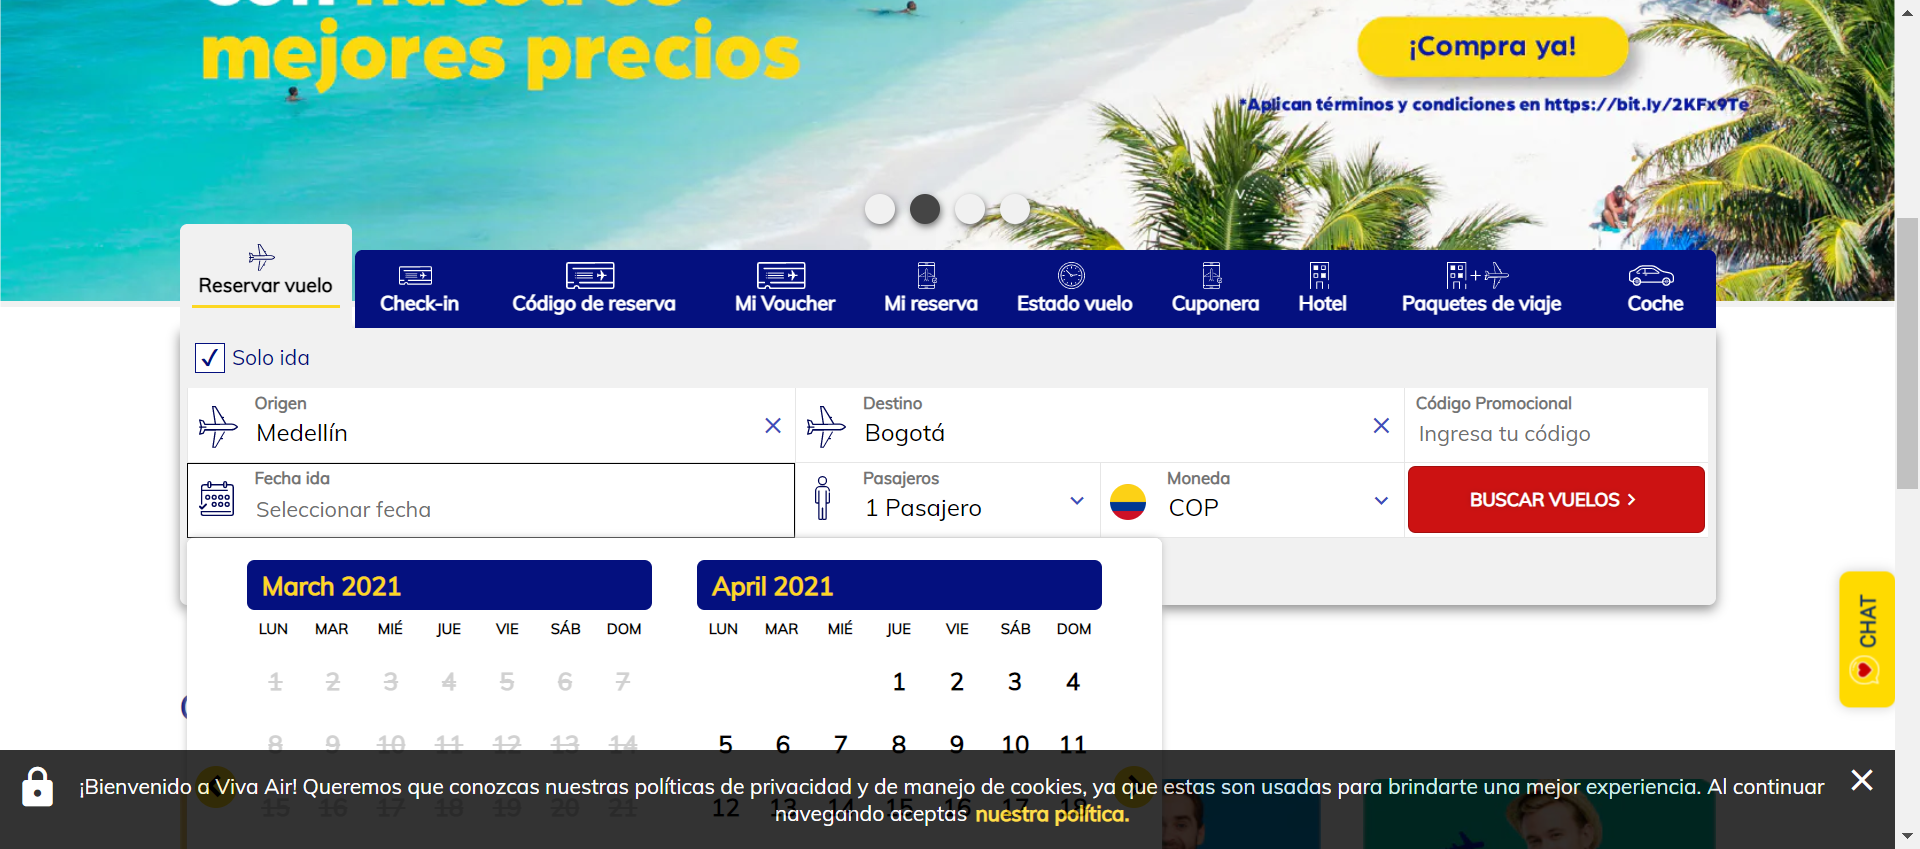 con nuestros
mejores precios
¡Compra ya!
*Aplican términos y condiciones en https://bit.ly/2KFx9Te
Reservar vuelo
Check-in
Código de reserva
Mi Voucher
Mi reserva
Estado vuelo
Cuponera
Hotel
Paquetes de viaje
Coche
Solo ida
Origen
Medellín
Destino
Bogotá
Código Promocional
Ingresa tu código
Fecha ida
Seleccionar fecha
Pasajeros
1 Pasajero
Moneda
COP
BUSCAR VUELOS
March 2021
LUN MAR MIÉ JUE VIE SÁB DOM
1 2 3 4 5 6 7
8 9 10 11 12 13 14
15 16 17 18 19 20 21
April 2021
LUN MAR MIÉ JUE VIE SÁB DOM
1 2 3 4
5 6 7 8 9 10 11
12 13 14 15 16 17 18
CHAT
¡Bienvenido a Viva Air! Queremos que conozcas nuestras políticas de privacidad y de manejo de cookies, ya que estas son usadas para brindarte una mejor experiencia. Al continuar
navegando aceptas nuestra política.